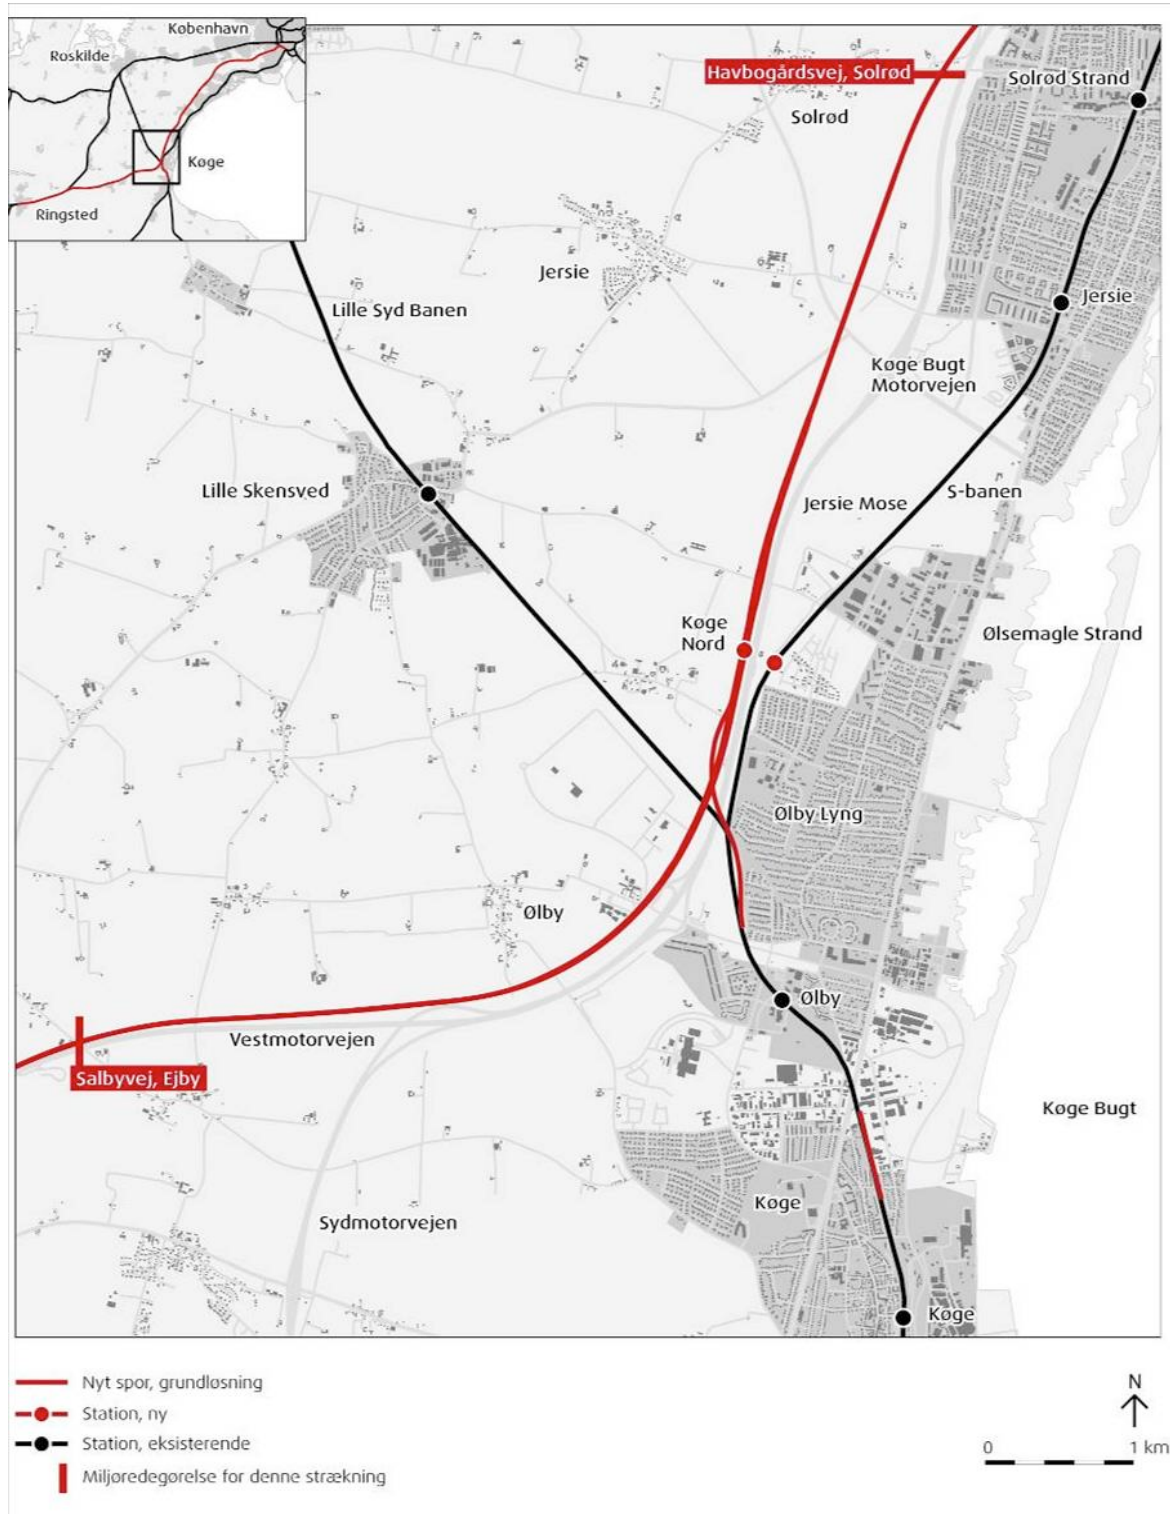 København
Roskilde
Køge
Ringsted
Havbogårdsvej, Solrød
Solrød Strand
Solrød
Jersie
Jersie
Lille Syd Banen
Køge Bugt
Motorvejen
Lille Skensved
S-banen
Jersie Mose
Køge
Nord
Ølsemagle Strand
Ølby Lyng
Ølby
Ølby
Vestmotorvejen
Salbyvej, Ejby
Køge Bugt
Køge
Sydmotorvejen
Køge
Nyt spor, grundløsning
Station, ny
Station, eksisterende
Miljøredegørelse for denne strækning
N
0 1 km